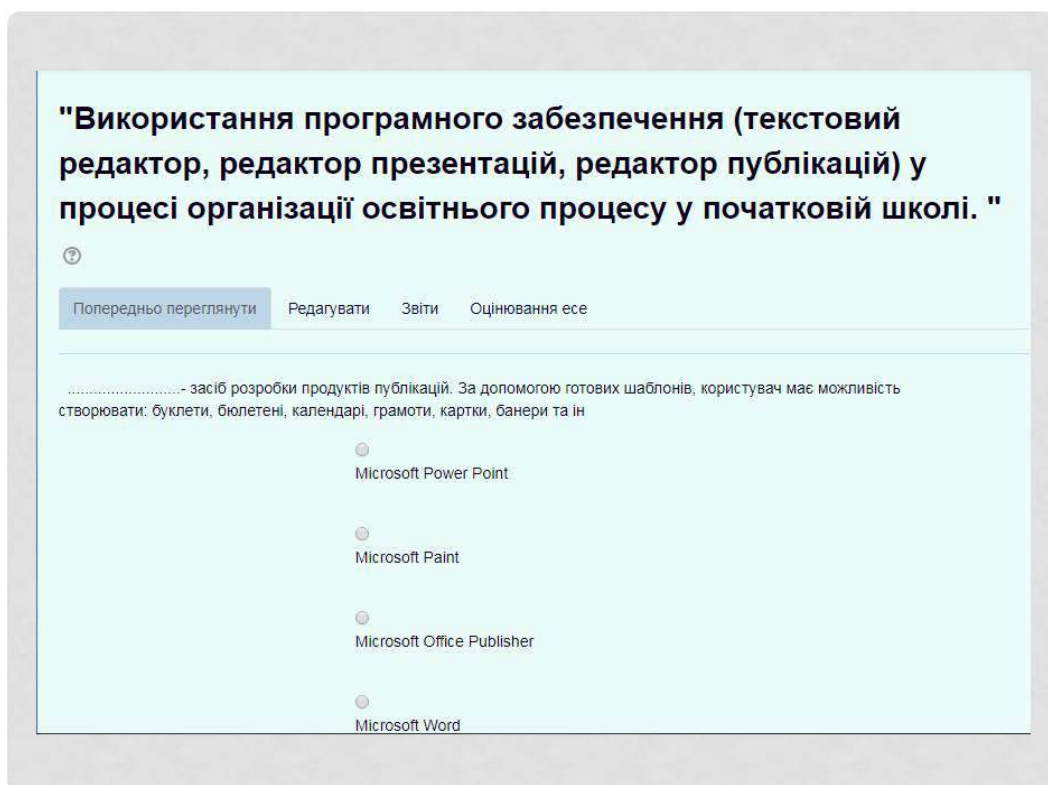 "Використання програмного забезпечення (текстовий
редактор, редактор презентацій, редактор публікацій) у
процесі організації освітнього процесу у початковій школі. "
Попередньо переглянути Редагувати Звіти Оцінювання есе
..........................- засіб розробки продуктів публікацій. За допомогою готових шаблонів, користувач має можливість
створювати: буклети, бюлетені, календарі, грамоти, картки, банери та ін
Microsoft Power Point
Microsoft Paint
Microsoft Office Publisher
Microsoft Word